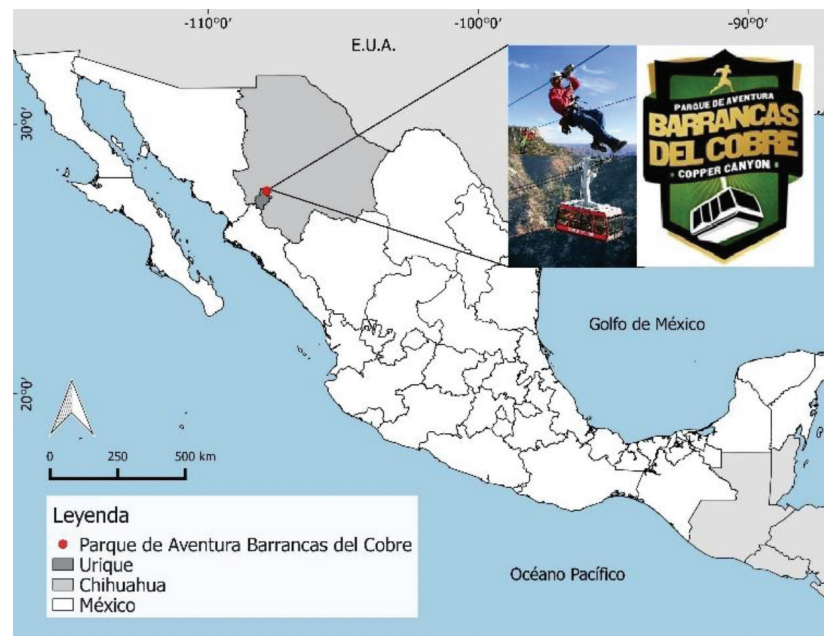 -110°0'
-100°0'
-90°0'
E.U.A.
PARQUE DE AVENTURA
BARRANCAS
DEL COBRE
COPPER CANYON
30°0'
Golfo de México
20°0'
0 250 500 km
Leyenda
Parque de Aventura Barrancas del Cobre
Urique
Chihuahua
México
Océano Pacífico